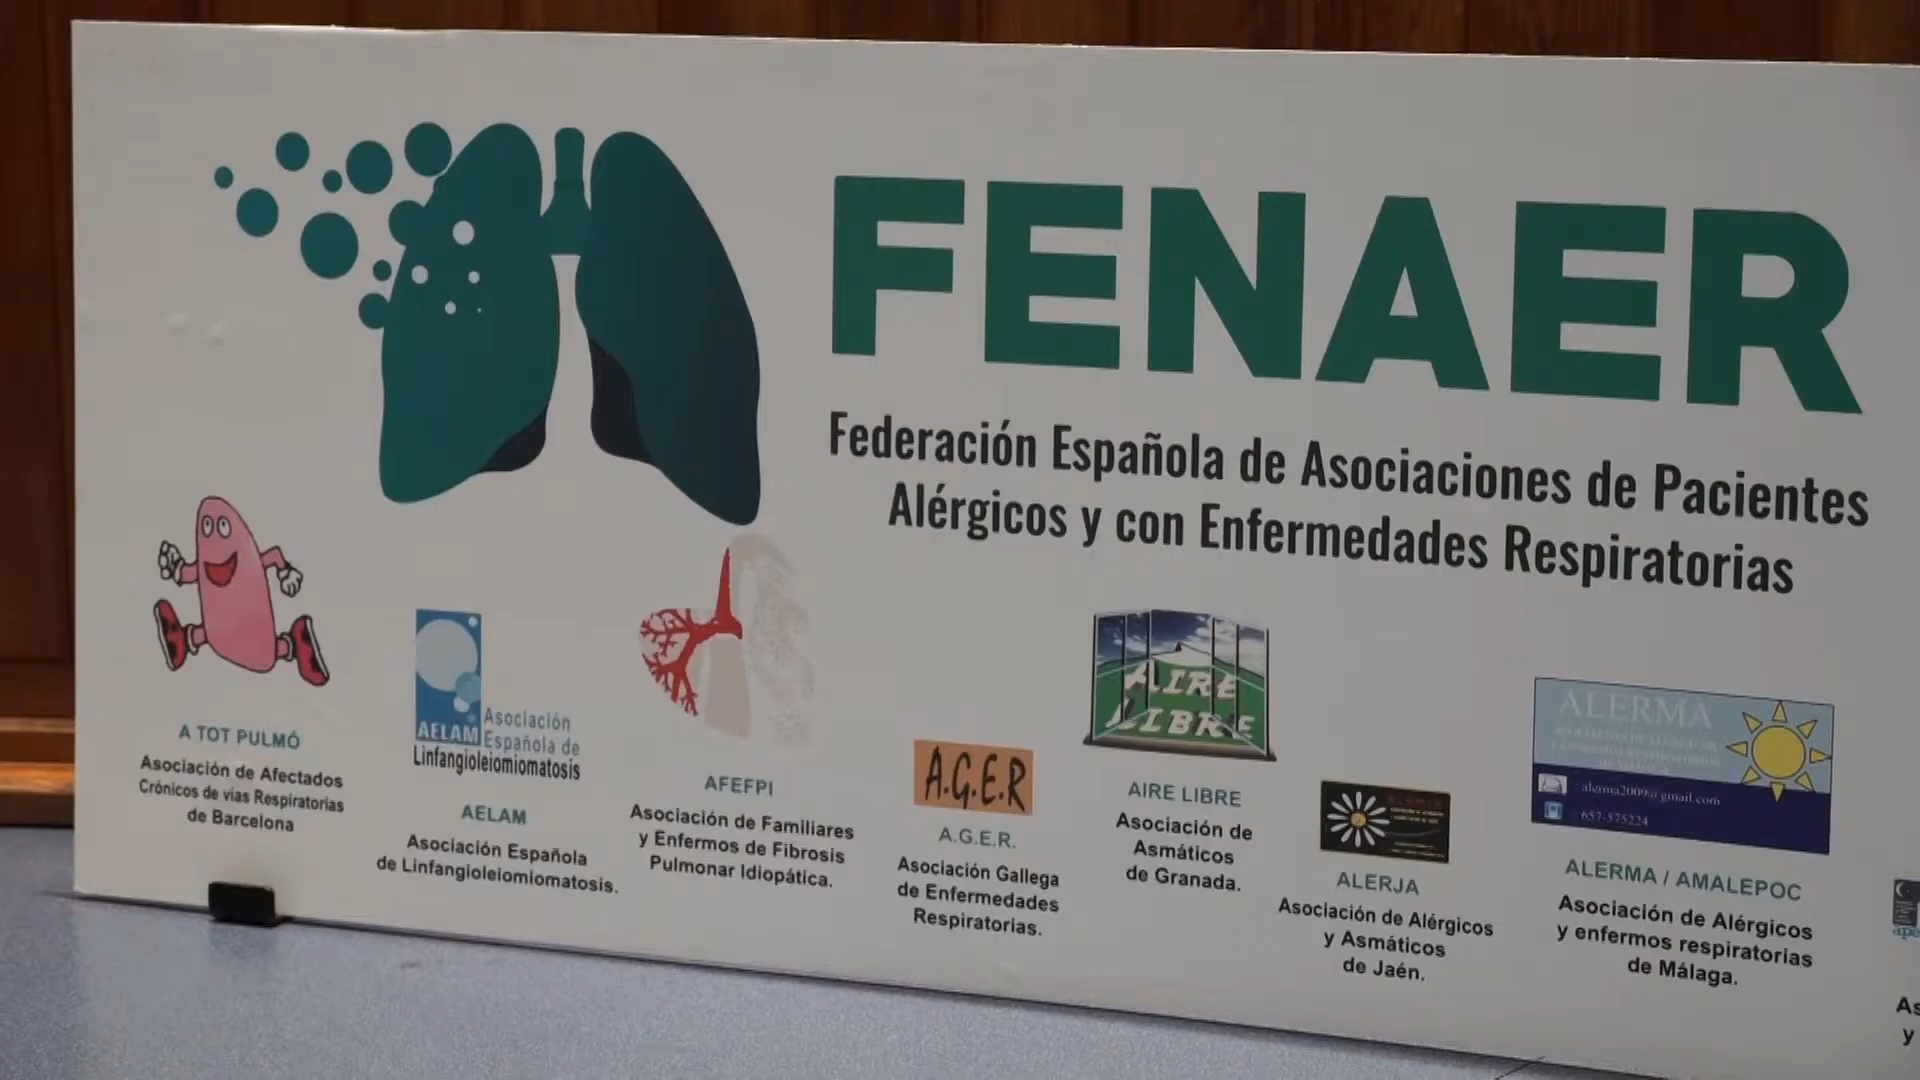 FENAER
Federación Española de Asociaciones de Pacientes
Alérgicos y con Enfermedades Respiratorias
A TOT PULMÓ
Asociación de Afectados
Crónicos de vías Respiratorias
de Barcelona
AELAM
Asociación
Española de
Linfangioleiomiomatosis
AELAM
Asociación Española
de Linfangioleiomiomatosis.
AFEFPI
Asociación de Familiares
y Enfermos de Fibrosis
Pulmonar Idiopática.
A.G.E.R
A.G.E.R.
Asociación Gallega
de Enfermedades
Respiratorias.
AIRE
LIBRE
AIRE LIBRE
Asociación de
Asmáticos
de Granada.
ALERJA
Asociación de Alérgicos
y Asmáticos
de Jaén.
ALERMA
alerma2009@gmail.com
657-575224
ALERMA / AMALEPOC
Asociación de Alérgicos
y enfermos respiratorias
de Málaga.
As
y